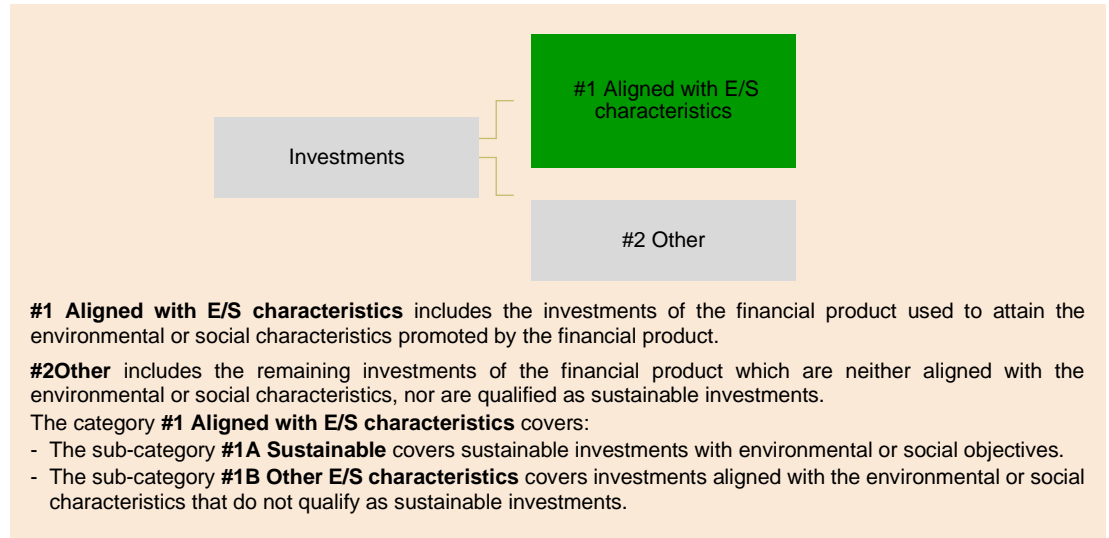 #1 Aligned with E/S
characteristics
Investments
#2 Other
#1 Aligned with E/S characteristics includes the investments of the financial product used to attain the
environmental or social characteristics promoted by the financial product.
#2Other includes the remaining investments of the financial product which are neither aligned with the
environmental or social characteristics, nor are qualified as sustainable investments.
The category #1 Aligned with E/S characteristics covers:
- The sub-category #1A Sustainable covers sustainable investments with environmental or social objectives.
- The sub-category #1B Other E/S characteristics covers investments aligned with the environmental or social
characteristics that do not qualify as sustainable investments.